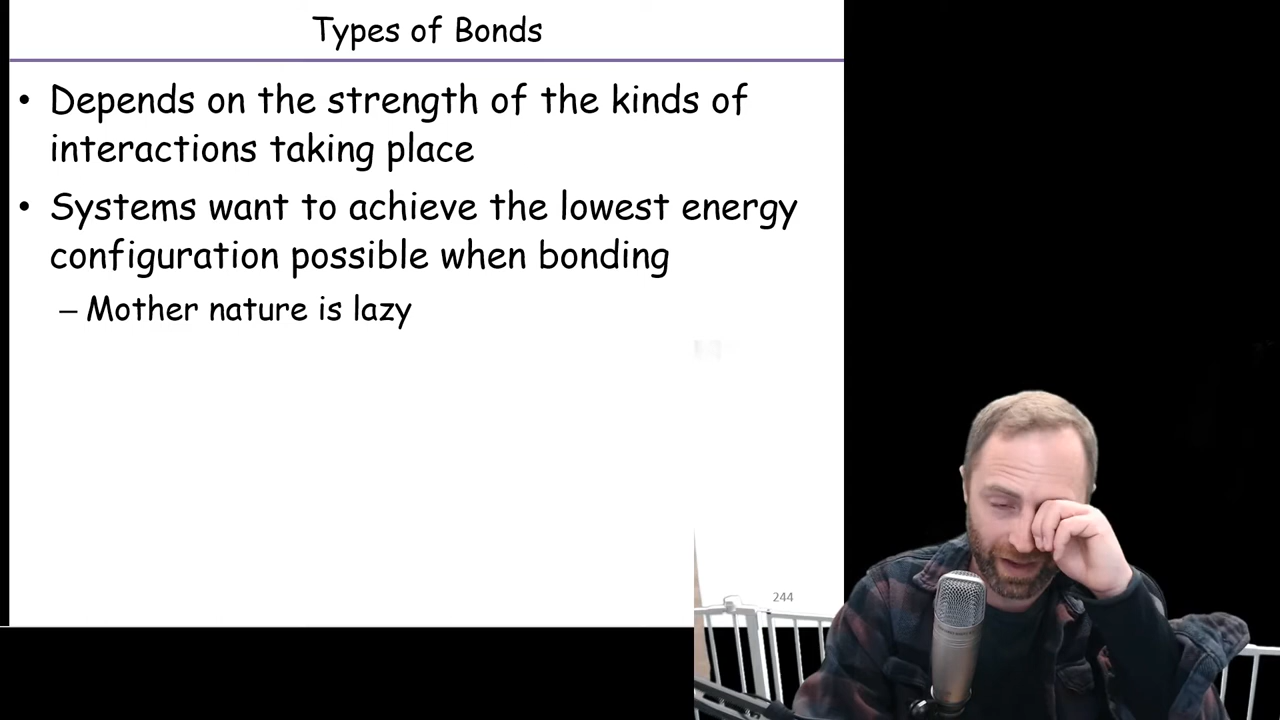 Types of Bonds
• Depends on the strength of the kinds of
interactions taking place
• Systems want to achieve the lowest energy
configuration possible when bonding
– Mother nature is lazy
244